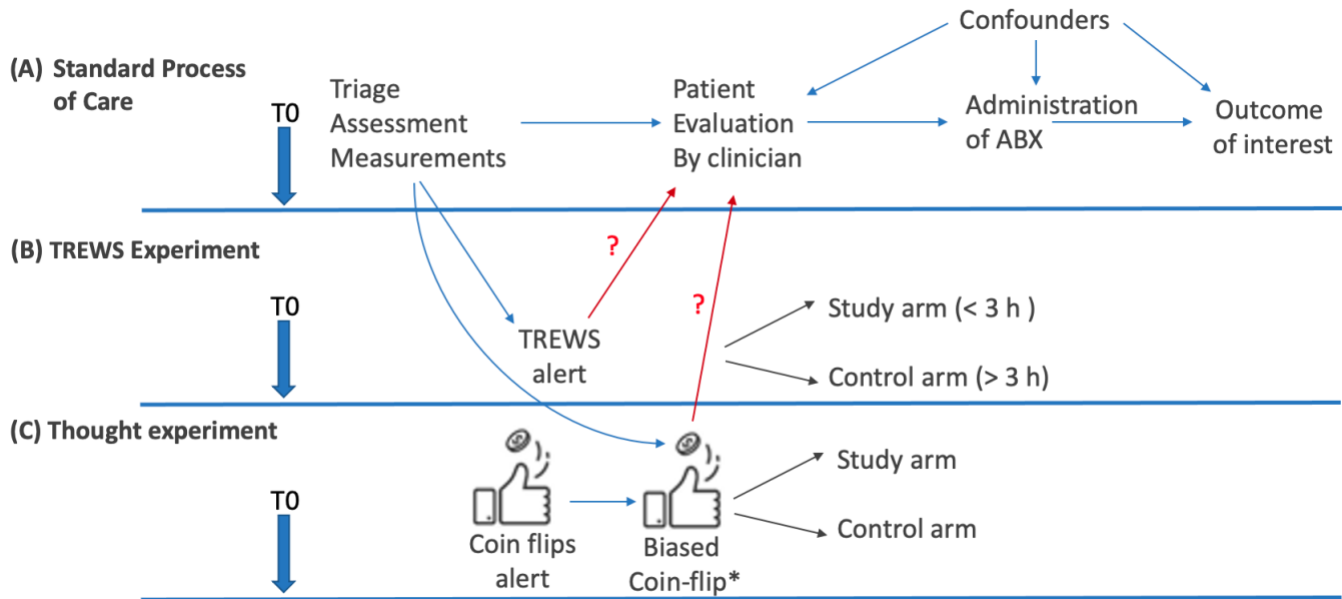 Confounders
(A) Standard Process
of Care
T0
Triage
Assessment
Measurements
Patient
Evaluation
By clinician
Administration
of ABX
Outcome
of interest
(B) TREWS Experiment
T0
?
?
TREWS
alert
Study arm (< 3 h )
Control arm (> 3 h)
(C) Thought experiment
T0
$
$
Coin flips
alert
Biased
Coin-flip*
Study arm
Control arm